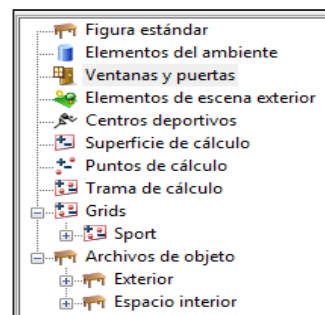 Figura estándar
Elementos del ambiente
Ventanas y puertas
Elementos de escena exterior
Centros deportivos
Superficie de cálculo
Puntos de cálculo
Trama de cálculo
Grids
Sport
Archivos de objeto
Exterior
Espacio interior